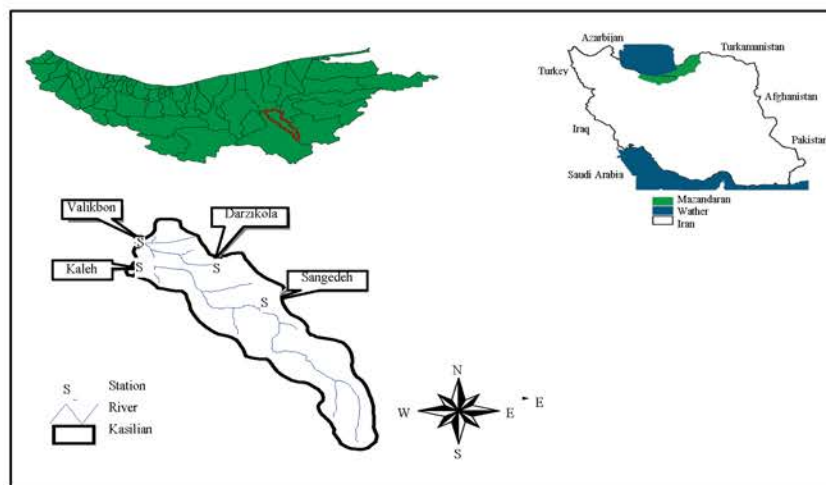 Azarbijan
Turkamanistan
Turkey
Afghanistan
Iraq
Pakistan
Saudi Arabia
Mazandaran
Wather
Iran
Valikbon
Darzikola
Kaleh
Sangedeh
S
S
S
S
S
Station
River
Kasilian
N
W
E
S
E